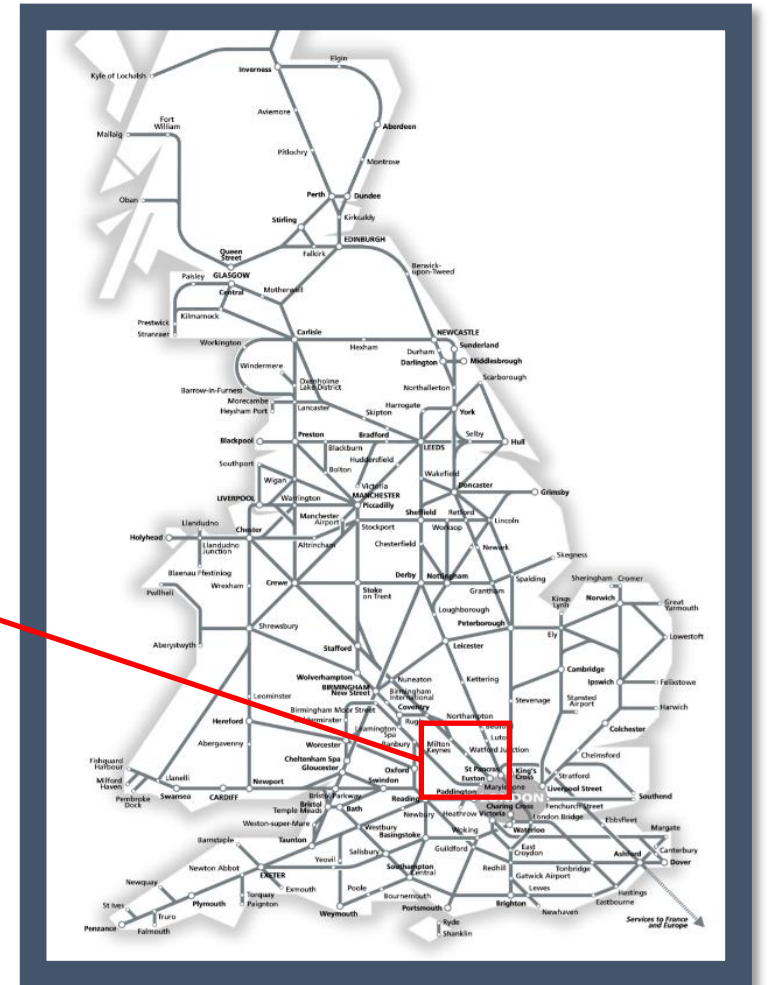 Elgin
Inverness
Kyle of Lochalsh
Aviemore
Fort
William
Mallaig
Aberdeen
Pitlochry
Montrose
Perth
Dundee
Oban
Stirling
Kirkcaldy
EDINBURGH
Queen
Street
Falkirk
Berwick-
upon-Tweed
Paisley
GLASGOW
Central
Motherwell
Prestwick
Kilmarnock
Stranraer
Carlisle
NEWCASTLE
Workington
Hexham
Durham
Sunderland
Darlington
Middlesbrough
Windermere
Scarborough
Oxenholme
Lake District
Barrow-in-Furness
Northallerton
Morecambe
Heysham Port
Lancaster
Harrogate
York
Skipton
Blackpool
Preston
Bradford
Selby
Hull
Blackburn
LEEDS
Southport
Huddersfield
Bolton
Wakefield
Wigan
Victoria
Doncaster
LIVERPOOL
Warrington
MANCHESTER
Piccadilly
Grimsby
Manchester
Airport
Sheffield
Retford
Llandudno
Stockport
Worksop
Lincoln
Holyhead
Chester
Llandudno
Junction
Altrincham
Chesterfield
Newark
Skegness
Blaenau Ffestiniog
Wrexham
Crewe
Derby
Nottingham
Spalding
Sheringham
Cromer
Pwllheli
Stoke
on Trent
Grantham
Kings
Lynn
Norwich
Great
Yarmouth
Loughborough
Shrewsbury
Peterborough
Ely
Lowestoft
Aberystwyth
Stafford
Leicester
Wolverhampton
Cambridge
BIRMINGHAM
New Street
Nuneaton
Kettering
Ipswich
Felixstowe
Leominster
Birmingham
International
Stevenage
Stansted
Airport
Harwich
Birmingham Moor Street
Coventry
Northampton
Hereford
Leamington
Spa
Colchester
Abergavenny
Worcester
Banbury
Milton
Keynes
Watford Junction
Chelmsford
Fishguard
Harbour
Cheltenham Spa
Gloucester
Oxford
St Pancras
King's
Cross
Stratford
Milford
Haven
Llanelli
Newport
Swindon
Euston
Liverpool Street
Pembroke
Dock
Swansea
CARDIFF
Bristol Parkway
Reading
Paddington
Fenchurch Street
Southend
Bristol
Temple Meads
Bath
Newbury
Heathrow
Victoria
Charing Cross
London Bridge
Ebbsfleet
Weston-super-Mare
Westbury
Basingstoke
Woking
Waterloo
Margate
Barnstaple
Taunton
Guildford
East
Croydon
Canterbury
Salisbury
Ashford
Dover
Newton Abbot
Yeovil
Southampton
Central
Redhill
Gatwick Airport
Tonbridge
EXETER
Newquay
Exmouth
Poole
Lewes
Hastings
St Ives
Torquay
Paignton
Bournemouth
Eastbourne
Plymouth
Portsmouth
Brighton
Newhaven
Truro
Weymouth
Penzance
Falmouth
Ryde
Shanklin
Services to France
and Europe